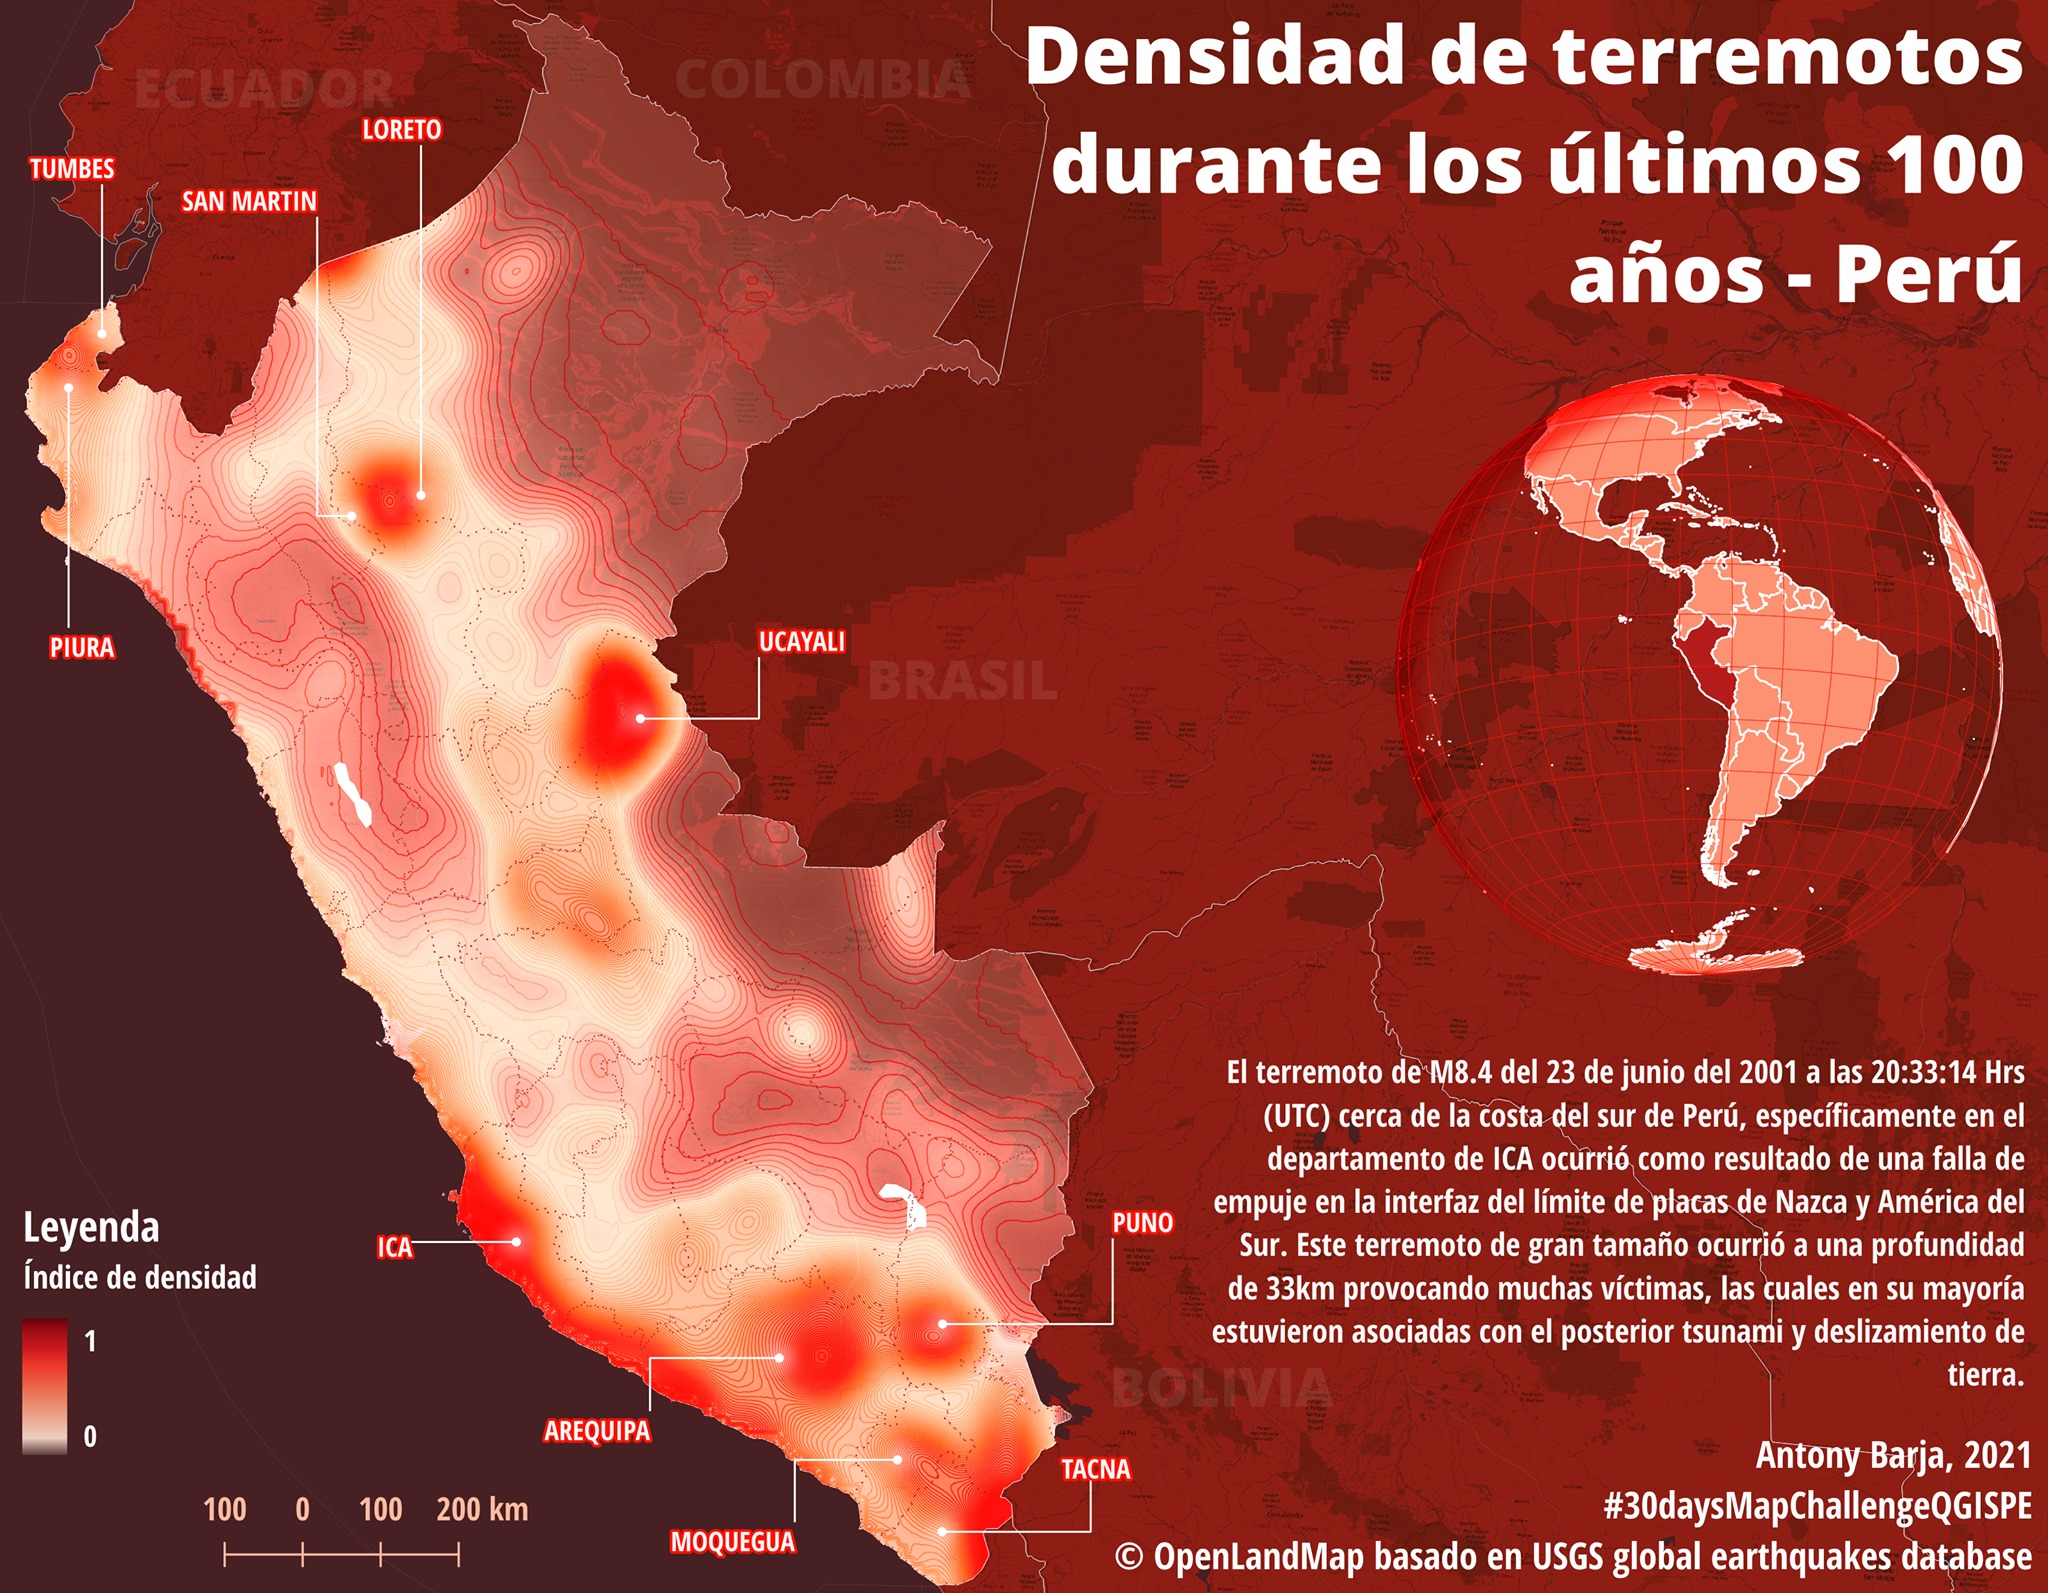 Densidad de terremotos
durante los últimos 100
años - Perú
ECUADOR
COLOMBIA
LORETO
TUMBES
SAN MARTIN
PIURA
UCAYALI
BRASIL
El terremoto de M8.4 del 23 de junio del 2001 a las 20:33:14 Hrs
(UTC) cerca de la costa del sur de Perú, específicamente en el
departamento de ICA ocurrió como resultado de una falla de
empuje en la interfaz del límite de placas de Nazca y América del
Sur. Este terremoto de gran tamaño ocurrió a una profundidad
de 33km provocando muchas víctimas, las cuales en su mayoría
estuvieron asociadas con el posterior tsunami y deslizamiento de
tierra.
PUNO
ICA
Leyenda
Índice de densidad
1
0
BOLIVIA
AREQUIPA
TACNA
MOQUEGUA
100 0 100 200 km
Antony Barja, 2021
#30daysMapChallengeQGISPE
© OpenLandMap basado en USGS global earthquakes database